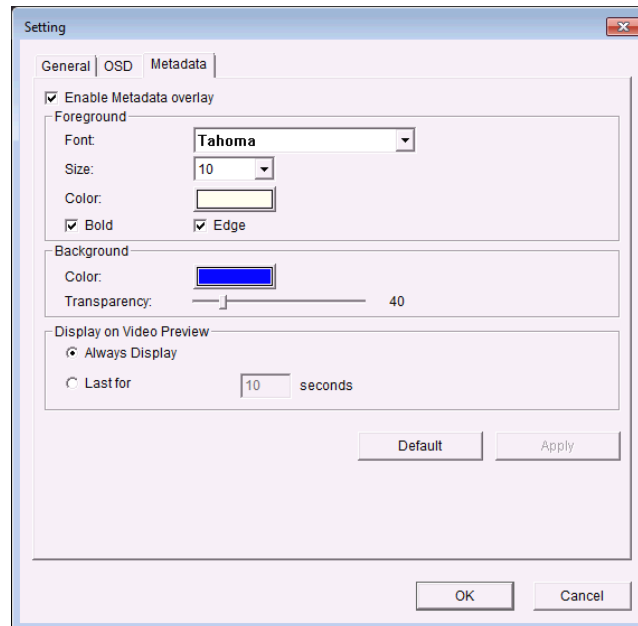 Setting
General OSD Metadata
Enable Metadata overlay
Foreground
Font: Tahoma
Size: 10
Color:
Bold Edge
Background
Color:
Transparency: 40
Display on Video Preview
Always Display
Last for 10 seconds
Default Apply
OK Cancel